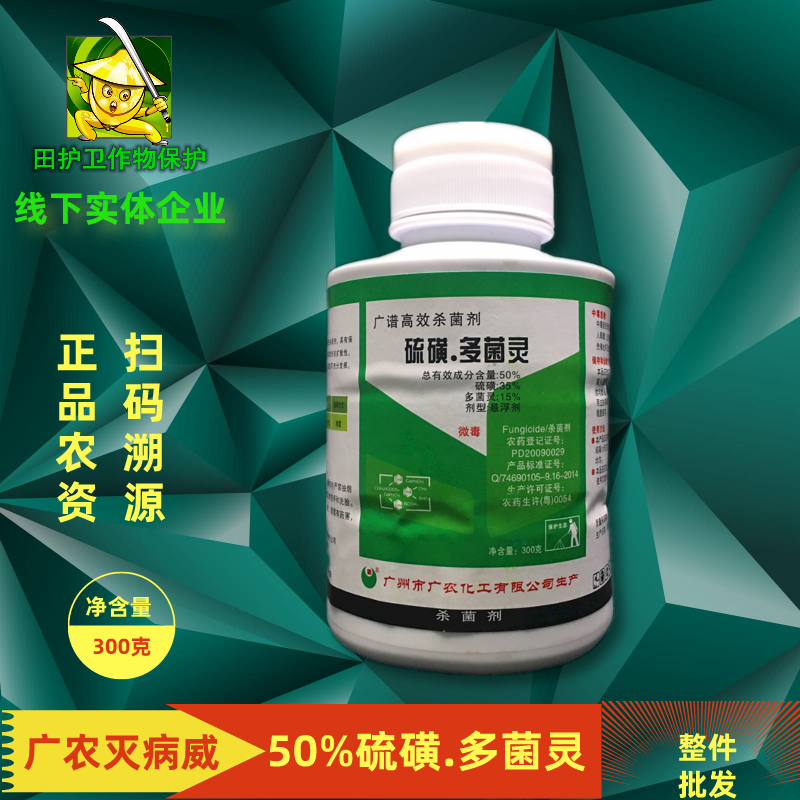 田护卫作物保护
线下实体企业
正品农资
扫码溯源
净含量
300克
广谱高效杀菌剂
硫磺.多菌灵
总有效成分含量:50%
硫磺:35%
多菌灵:15%
剂型:悬浮剂
微毒
Fungicide/杀菌剂
农药登记证号:
PD20090029
产品标准证号:
Q/74690105-9.16-2014
生产许可证号:
农药生许(粤)0054
保护生态
净含量: 300克
广州市广农化工有限公司生产
杀菌剂
广农灭病威
50%硫磺.多菌灵
整件
批发